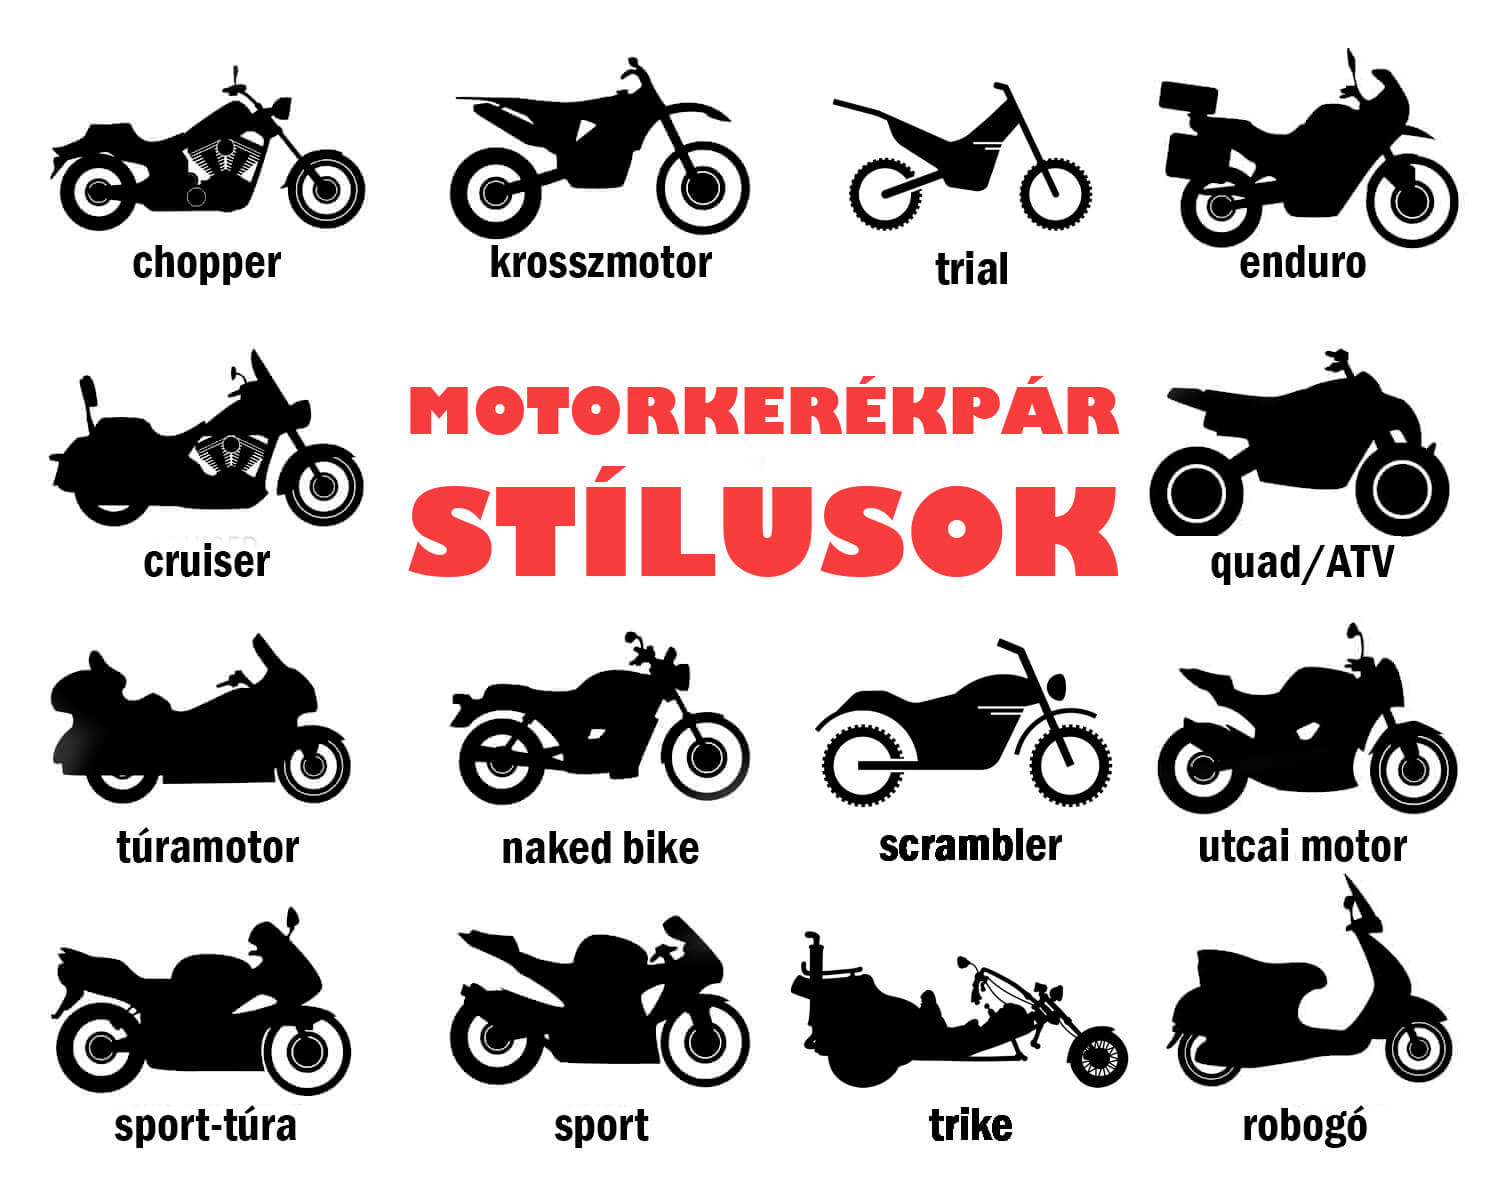 chopper
krosszmotor
trial
enduro
MOTORKERÉKPÁR
STÍLUSOK
cruiser
quad/ATV
túramotor
naked bike
scrambler
utcai motor
sport-túra
sport
trike
robogó